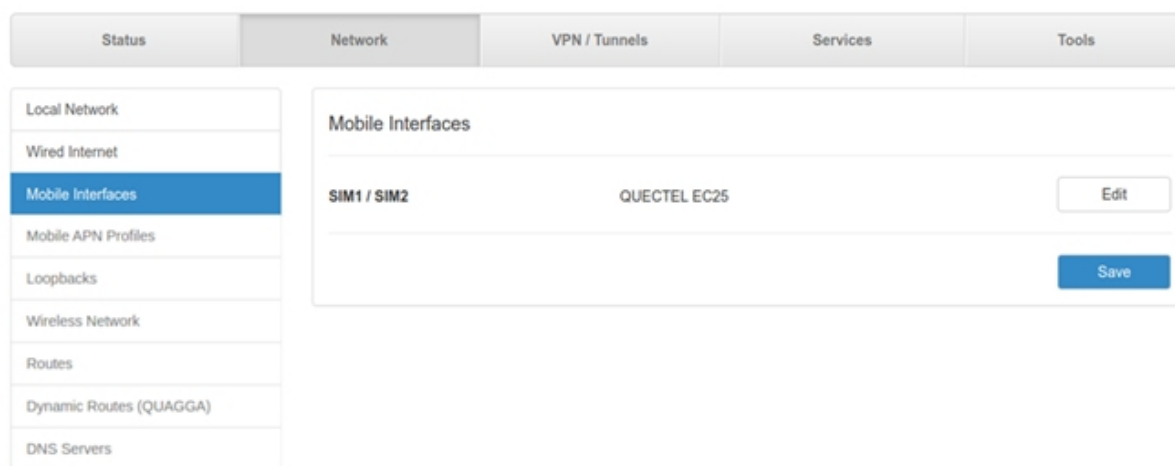 Status Network VPN / Tunnels Services Tools
Local Network
Wired Internet
Mobile Interfaces
Mobile APN Profiles
Loopbacks
Wireless Network
Routes
Dynamic Routes (QUAGGA)
DNS Servers
Mobile Interfaces
SIM1 / SIM2 QUECTEL EC25 Edit
Save